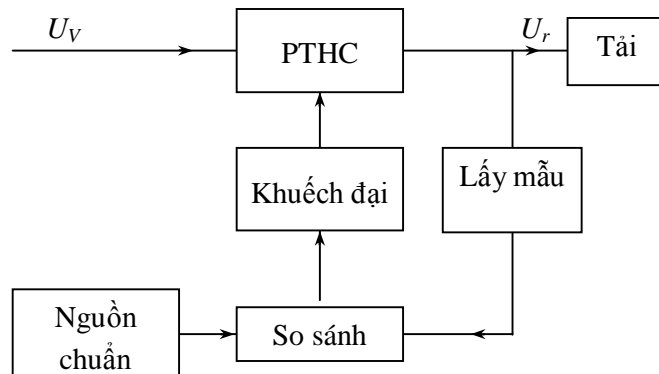 U_V
PTHC
U_r
Tải
Khuếch đại
Lấy mẫu
Nguồn
chuẩn
So sánh